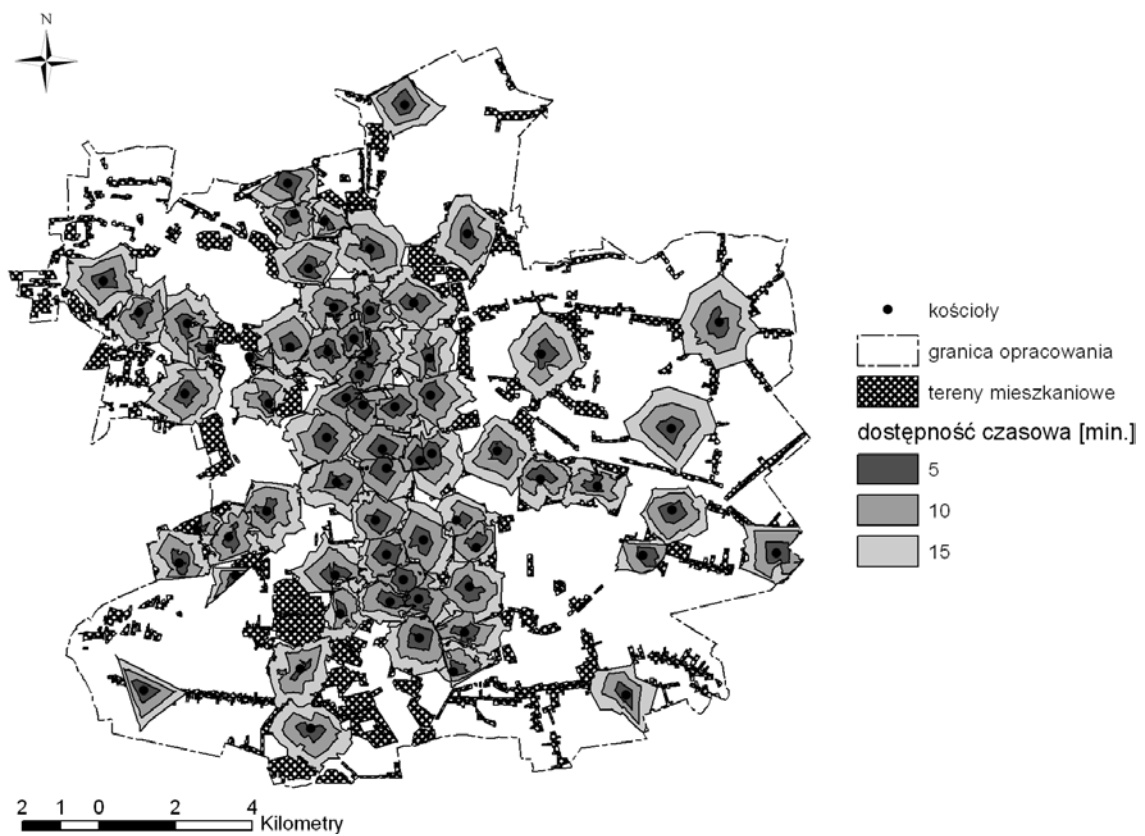 N
kościoły
granica opracowania
tereny mieszkaniowe
dostępność czasowa [min.]
5
10
15
2 1 0 2 4
Kilometry